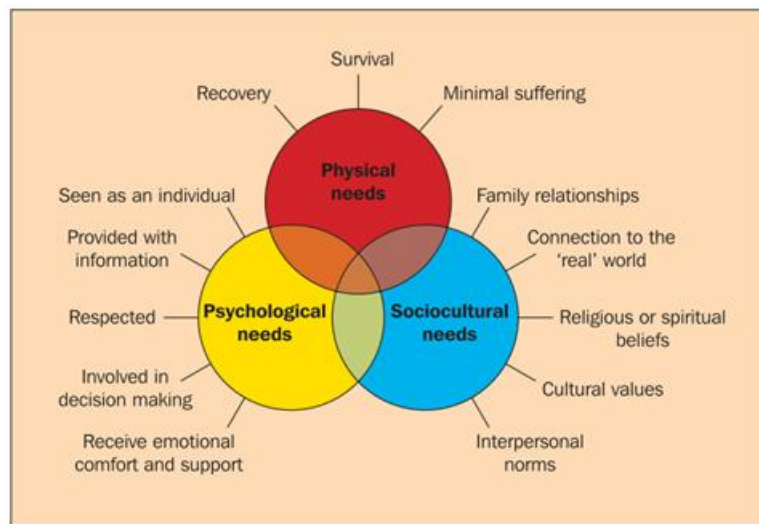 Survival
Recovery
Minimal suffering
Physical
needs
Seen as an individual
Family relationships
Provided with
information
Connection to the
'real' world
Respected
Psychological
needs
Sociocultural
needs
Religious or spiritual
beliefs
Involved in
decision making
Cultural values
Receive emotional
comfort and support
Interpersonal
norms